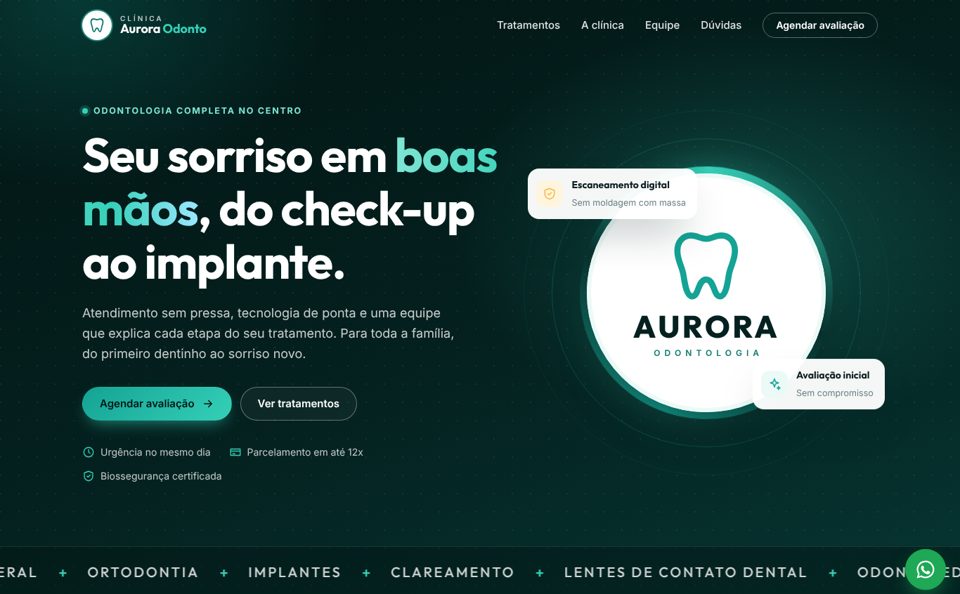 CLÍNICA
Aurora Odonto
Tratamentos
A clínica
Equipe
Dúvidas
Agendar avaliação
ODONTOLOGIA COMPLETA NO CENTRO
Seu sorriso em boas
mãos, do check-up
ao implante.
Atendimento sem pressa, tecnologia de ponta e uma equipe
que explica cada etapa do seu tratamento. Para toda a família,
do primeiro dentinho ao sorriso novo.
Agendar avaliação →
Ver tratamentos
Urgência no mesmo dia
Parcelamento em até 12x
Biossegurança certificada
Escaneamento digital
Sem moldagem com massa
AURORA
ODONTOLOGIA
Avaliação inicial
Sem compromisso
ERAL + ORTODONTIA + IMPLANTES + CLAREAMENTO + LENTES DE CONTATO DENTAL + ODON